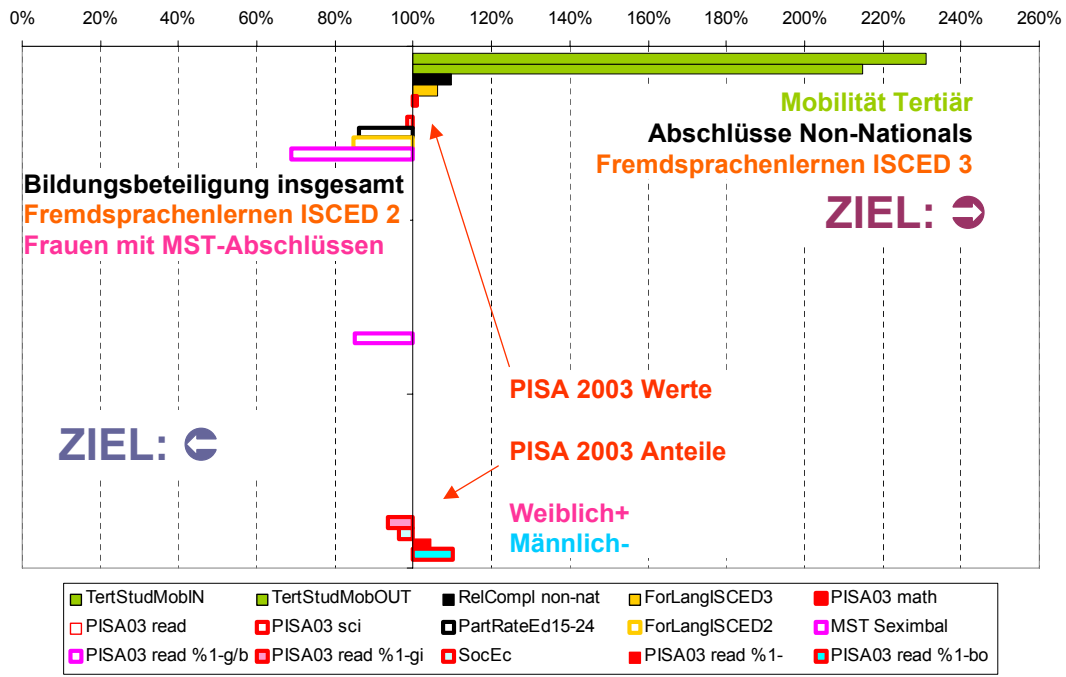 0% 20% 40% 60% 80% 100% 120% 140% 160% 180% 200% 220% 240% 260%
Mobilität Tertiär
Abschlüsse Non-Nationals
Fremdsprachenlernen ISCED 3
Bildungsbeteiligung insgesamt
Fremdsprachenlernen ISCED 2
Frauen mit MST-Abschlüssen
ZIEL:
PISA 2003 Werte
ZIEL:
PISA 2003 Anteile
Weiblich+
Männlich-
TertStudMobIN TertStudMobOUT RelCompl non-nat ForLangISCED3 PISA03 math
PISA03 read PISA03 sci PartRateEd15-24 ForLangISCED2 MST Seximbal
PISA03 read %1-g/b PISA03 read %1-gi SocEc PISA03 read %1- PISA03 read %1-bo